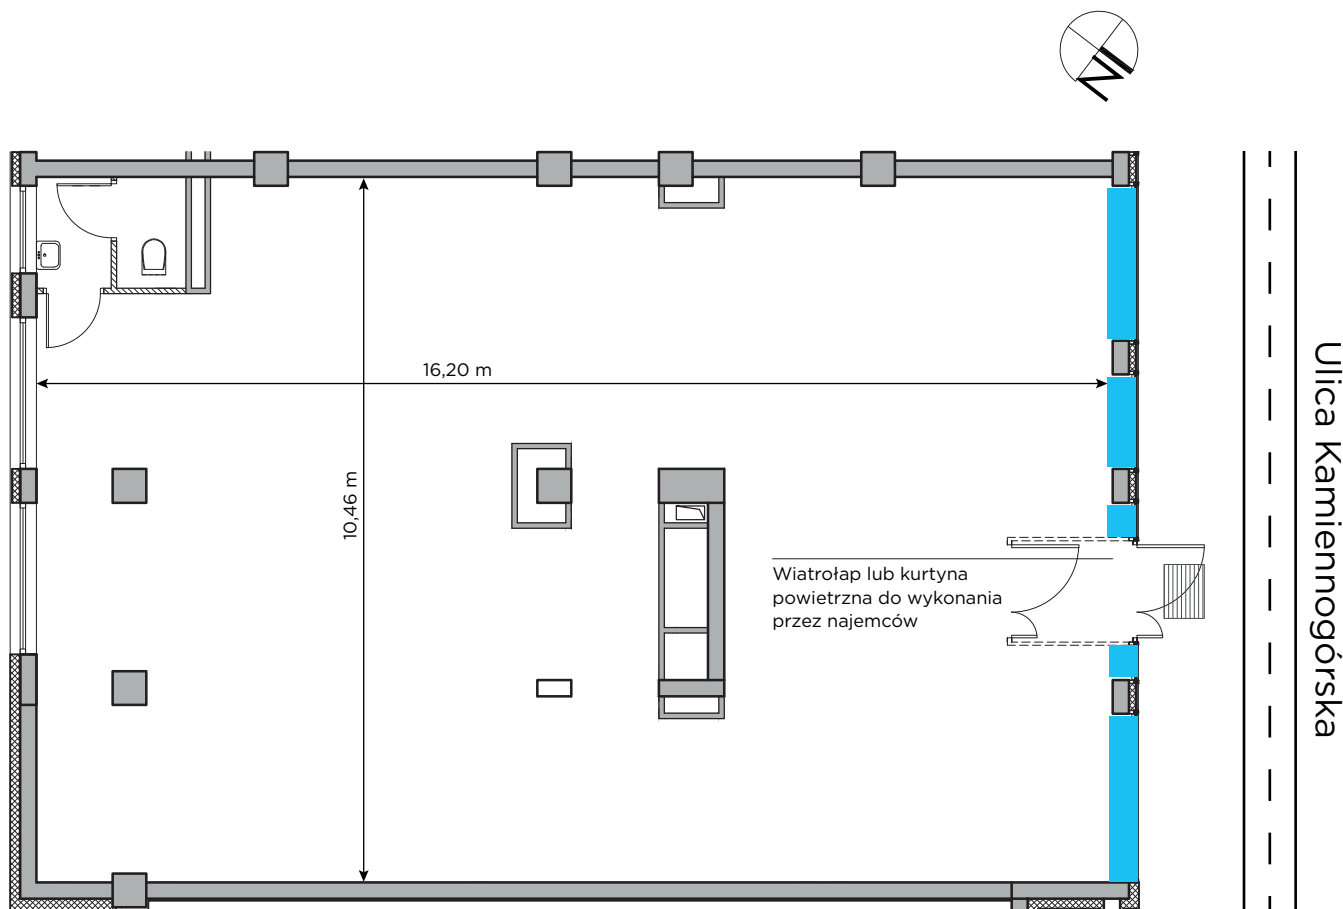 N
16,20 m
10,46 m
Wiatrołap lub kurtyna
powietrzna do wykonania
przez najemców
Ulica Kamiennogórska